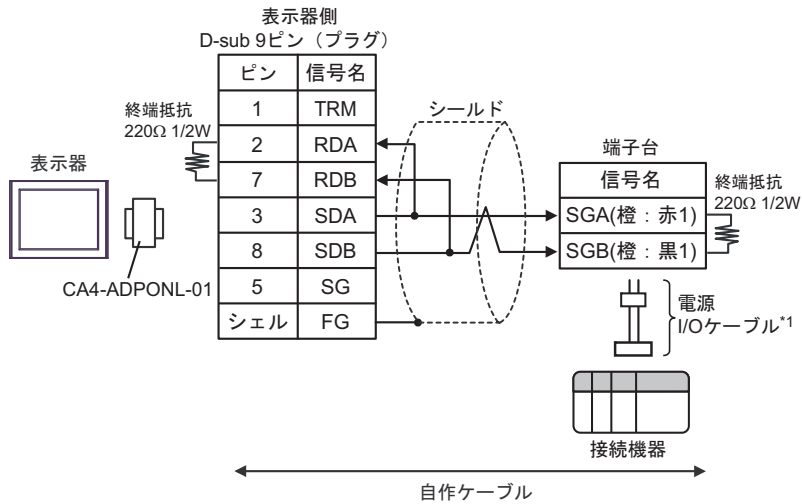 表示器側
D-sub 9ピン（プラグ）
ピン 信号名
1 TRM
2 RDA
7 RDB
3 SDA
8 SDB
5 SG
シェル FG
終端抵抗
220Ω 1/2W
シールド
表示器
CA4-ADPONL-01
端子台
信号名
SGA(橙：赤1)
SGB(橙：黒1)
終端抵抗
220Ω 1/2W
電源
I/Oケーブル*1
接続機器
自作ケーブル